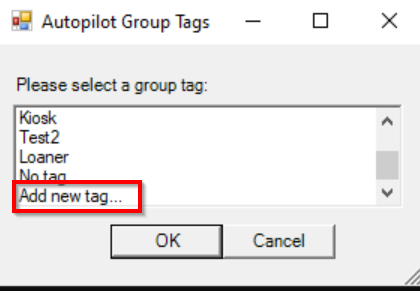 Autopilot Group Tags
Please select a group tag:
Kiosk
Test2
Loaner
No tag
Add new tag...
OK
Cancel